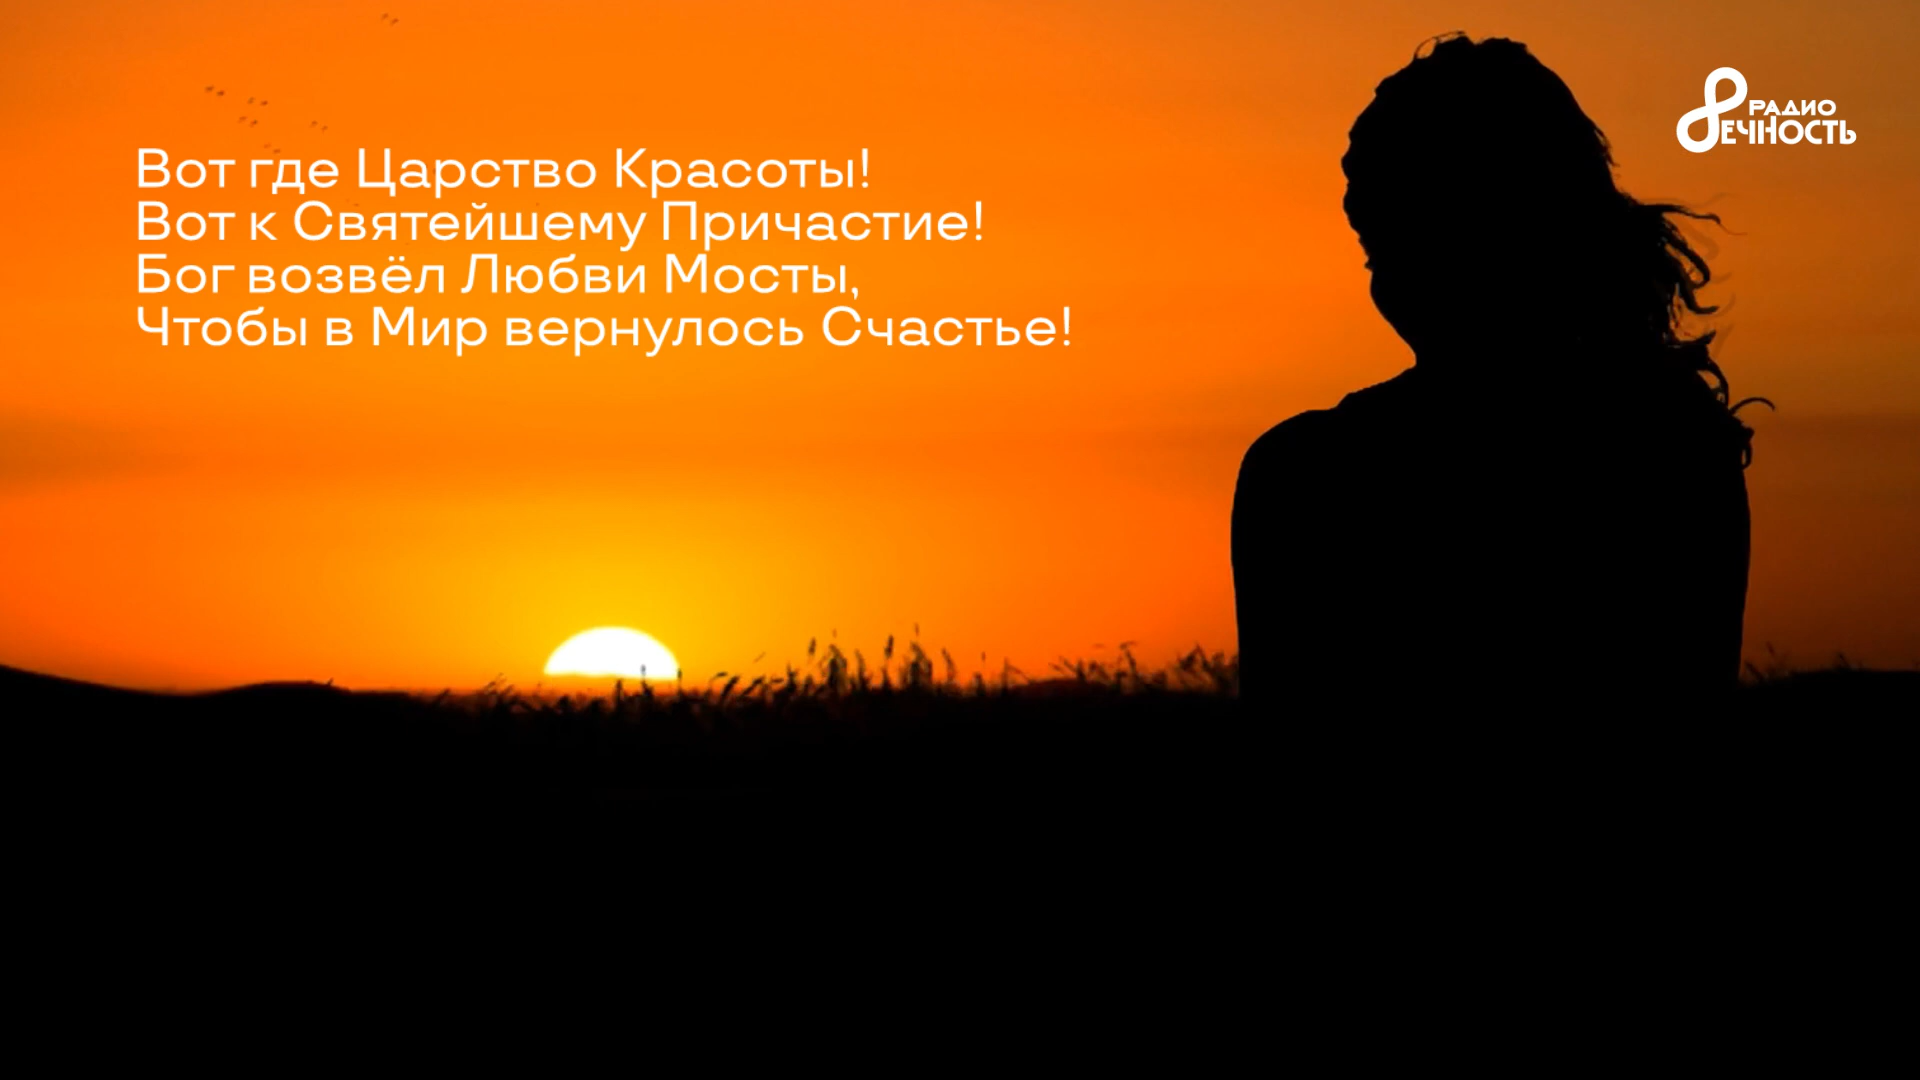 Вот где Царство Красоты!
Вот к Святейшему Причастие!
Бог возвёл Любви Мосты,
Чтобы в Мир вернулось Счастье!
РАДИО
ВЕЧНОСТЬ